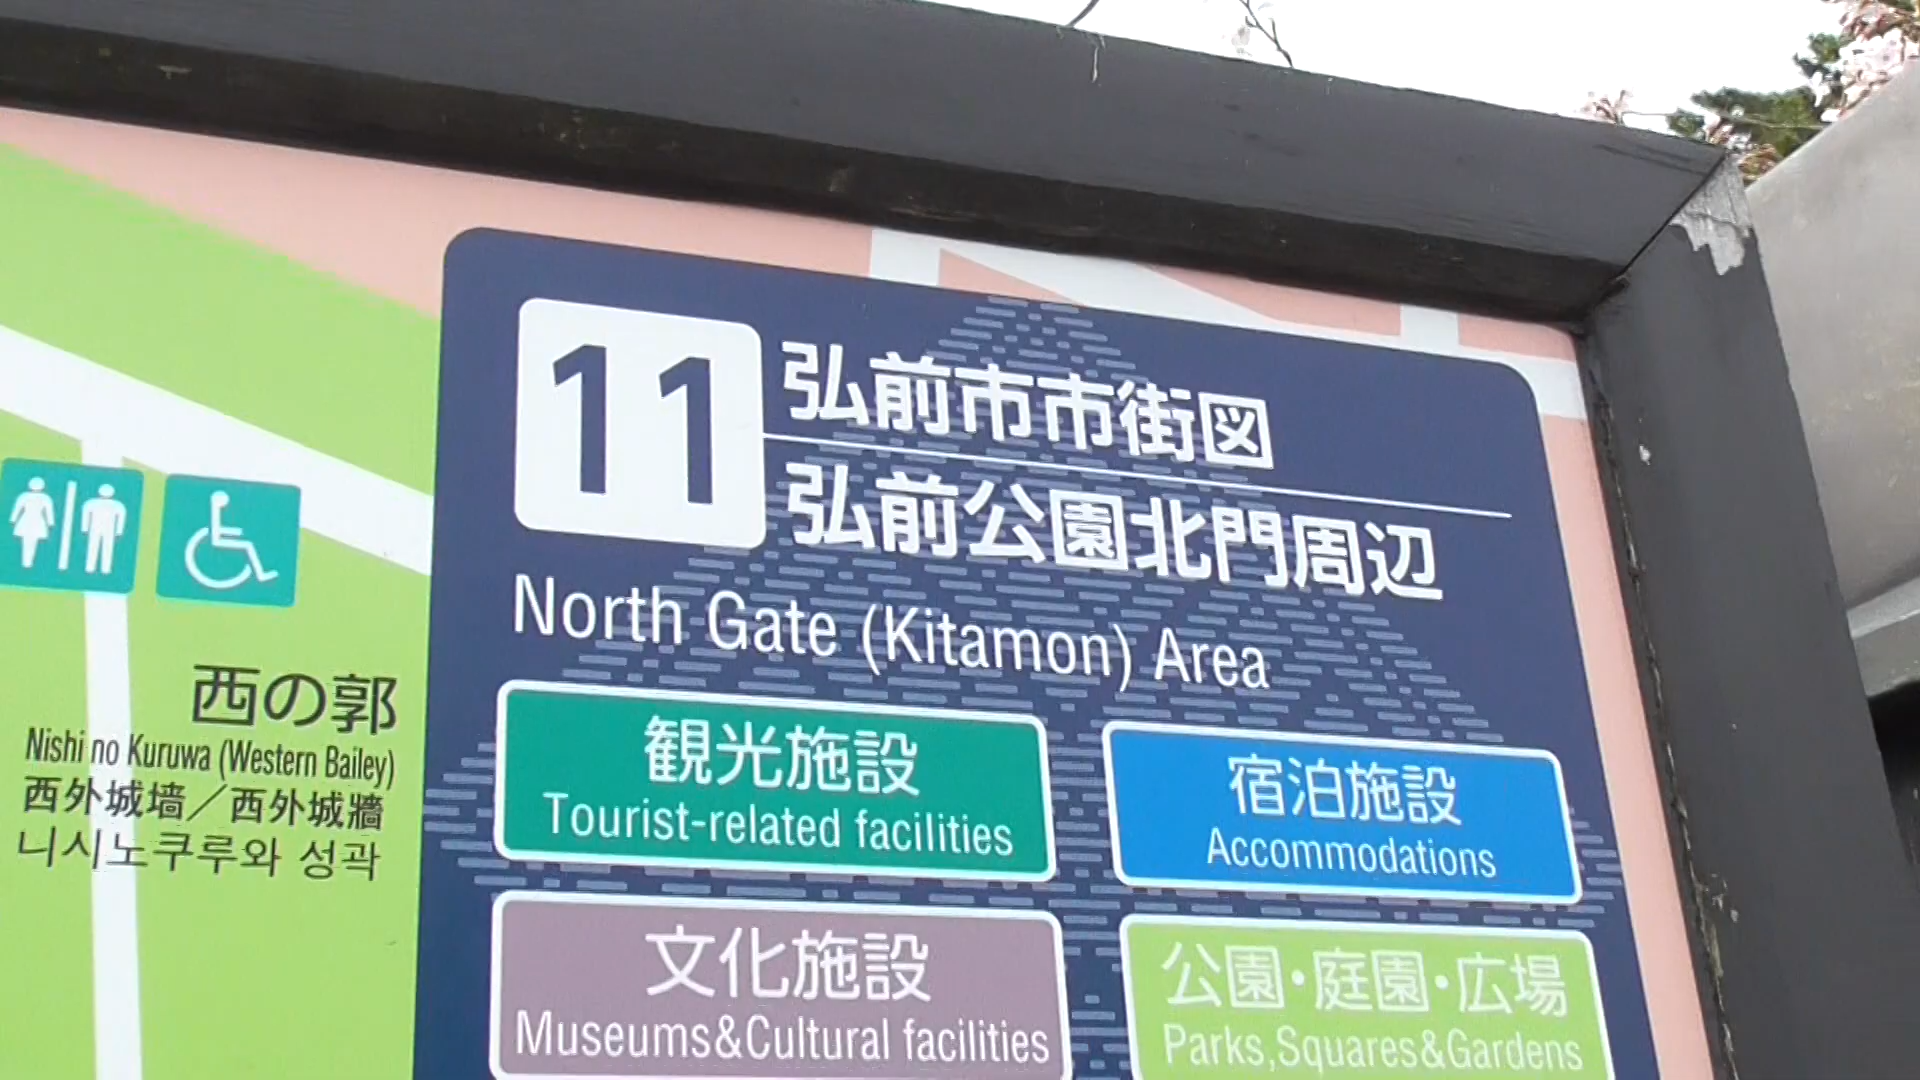 11
弘前市市街図
弘前公園北門周辺
North Gate (Kitamon) Area
観光施設
Tourist-related facilities
宿泊施設
Accommodations
文化施設
Museums&Cultural facilities
公園・庭園・広場
Parks,Squares&Gardens
西の郭
Nishi no Kuruwa (Western Bailey)
西外城墙／西外城牆
니시노쿠루와 성곽